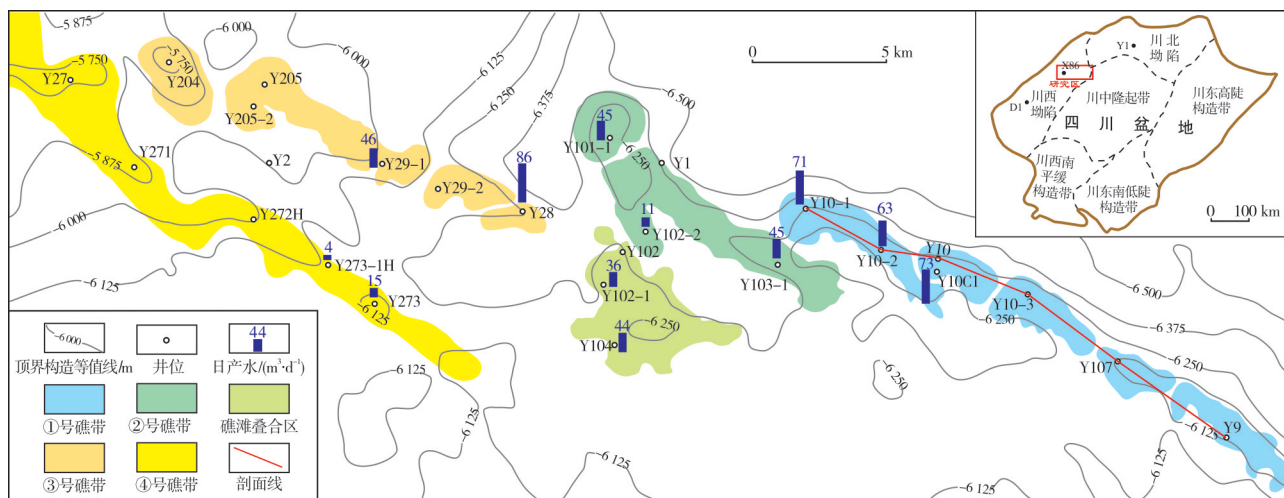 -5 875
-6 000
-6 000
-6 125
-5 750
Y27
-5 750
Y204
Y205
Y205-2
-6 250
-6 375
-6 500
0 5 km
46
Y29-1
86
45
Y101-1
-6 250
Y271
-5 875
Y2
Y29-2
Y28
Y1
71
Y10-1
63
Y272H
-6 000
11
Y102-2
Y102
45
Y103-1
Y10-2
Y10
73
Y10C1
4
Y273-1H
36
Y102-1
Y10-3
-6 500
-6 125
15
Y273
-6 125
-6 250
-6 375
44
Y104
-6 250
-6 250
-6 250
Y107
-6 125
-6 125
-6 125
-6 125
Y9
-6 125
川北
坳陷
Y1
X86
研究区
川西
坳陷
D1
川中隆起带
川东高陡
构造带
四川盆地
川西南
平缓
构造带
川东南低陡
构造带
0 100 km
-6 000
44
顶界构造等值线/m
井位
日产水/(m³·d⁻¹)
①号礁带
②号礁带
礁滩叠合区
③号礁带
④号礁带
剖面线